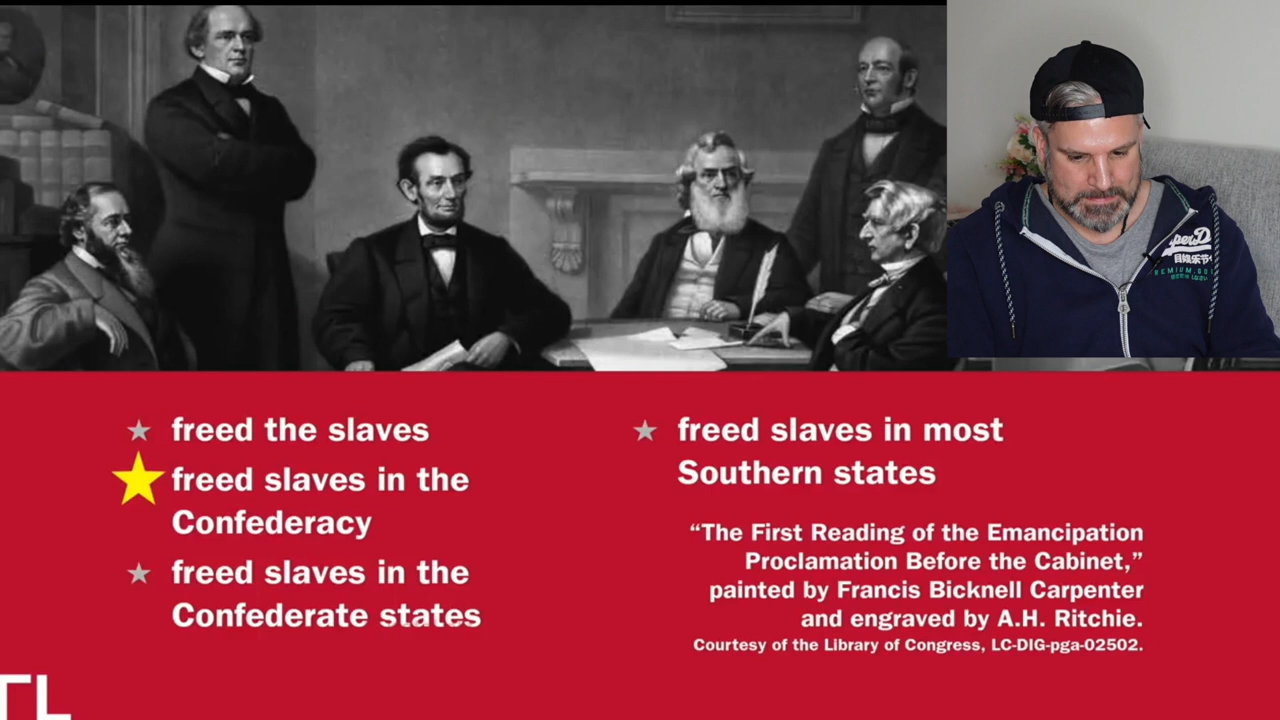 freed the slaves
freed slaves in the
Confederacy
freed slaves in the
Confederate states
freed slaves in most
Southern states
“The First Reading of the Emancipation
Proclamation Before the Cabinet,”
painted by Francis Bicknell Carpenter
and engraved by A.H. Ritchie.
Courtesy of the Library of Congress, LC-DIG-pga-02502.